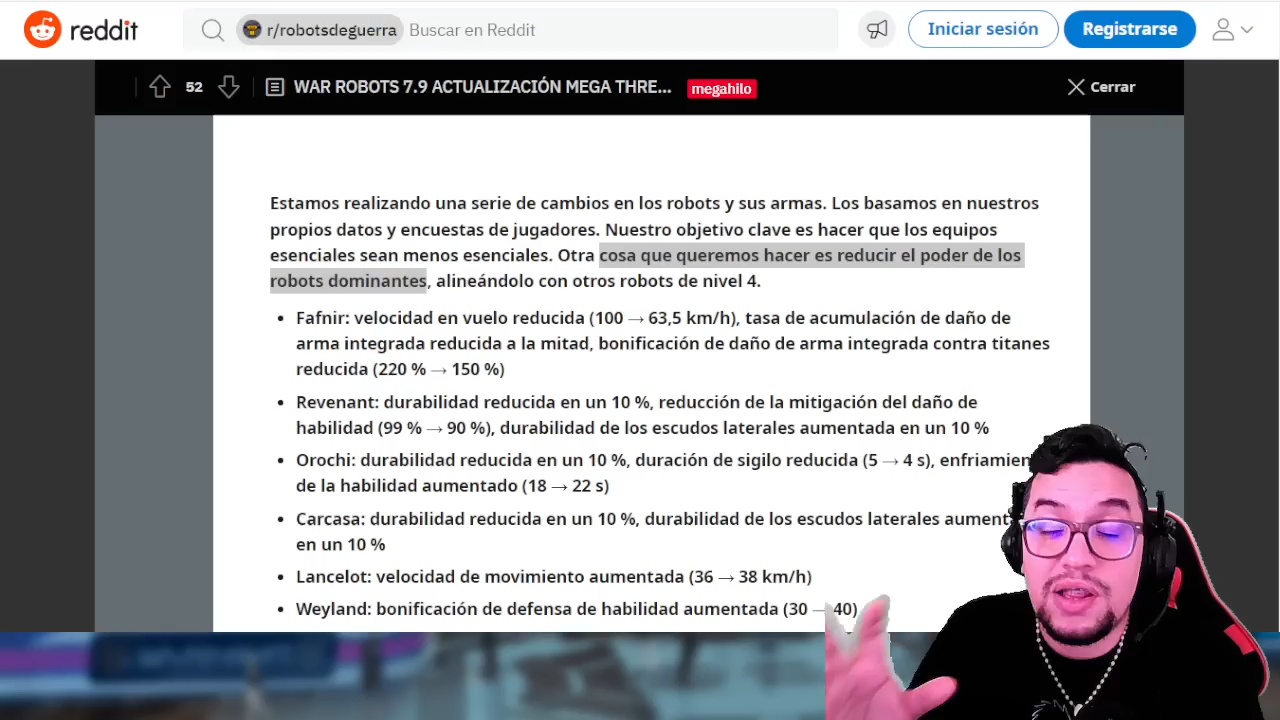 reddit
r/robotsdeguerra
Buscar en Reddit
Iniciar sesión
Registrarse
52
WAR ROBOTS 7.9 ACTUALIZACIÓN MEGA THRE...
megahilo
Cerrar
Estamos realizando una serie de cambios en los robots y sus armas. Los basamos en nuestros
propios datos y encuestas de jugadores. Nuestro objetivo clave es hacer que los equipos
esenciales sean menos esenciales. Otra cosa que queremos hacer es reducir el poder de los
robots dominantes, alineándolo con otros robots de nivel 4.
• Fafnir: velocidad en vuelo reducida (100 → 63,5 km/h), tasa de acumulación de daño de
arma integrada reducida a la mitad, bonificación de daño de arma integrada contra titanes
reducida (220 % → 150 %)
• Revenant: durabilidad reducida en un 10 %, reducción de la mitigación del daño de
habilidad (99 % → 90 %), durabilidad de los escudos laterales aumentada en un 10 %
• Orochi: durabilidad reducida en un 10 %, duración de sigilo reducida (5 → 4 s), enfriamien
de la habilidad aumentado (18 → 22 s)
• Carcasa: durabilidad reducida en un 10 %, durabilidad de los escudos laterales aument
en un 10 %
• Lancelot: velocidad de movimiento aumentada (36 → 38 km/h)
• Weyland: bonificación de defensa de habilidad aumentada (30 → 40)